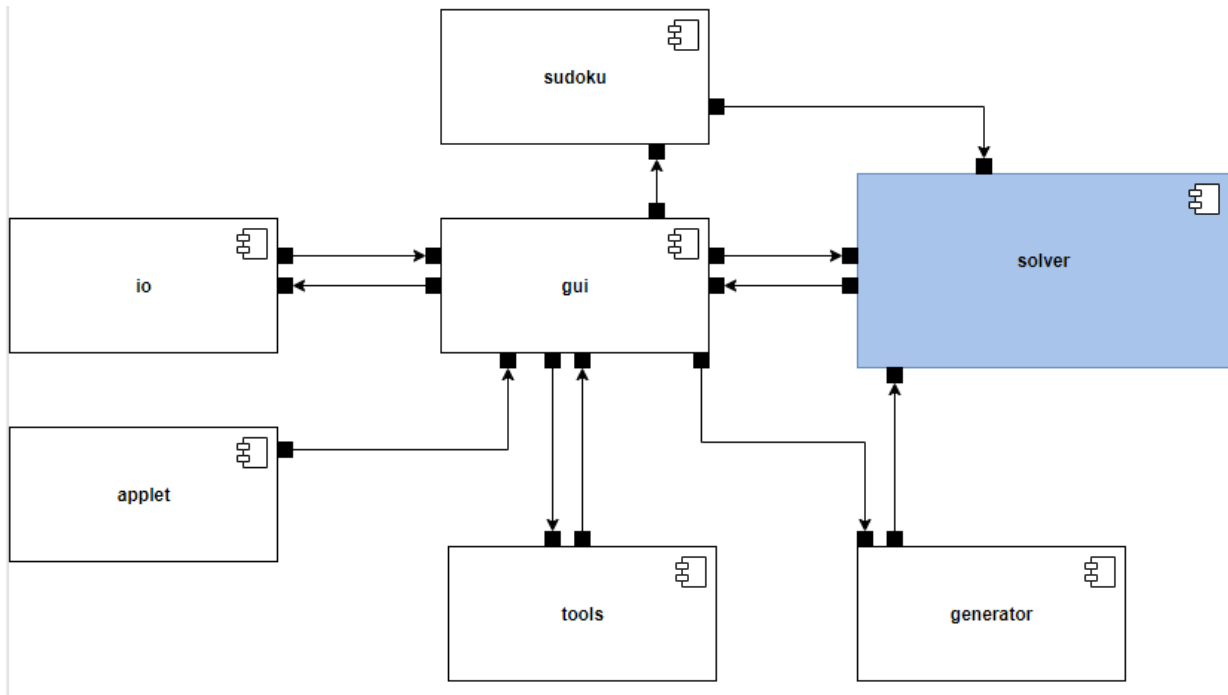 sudoku
solver
io
gui
applet
tools
generator